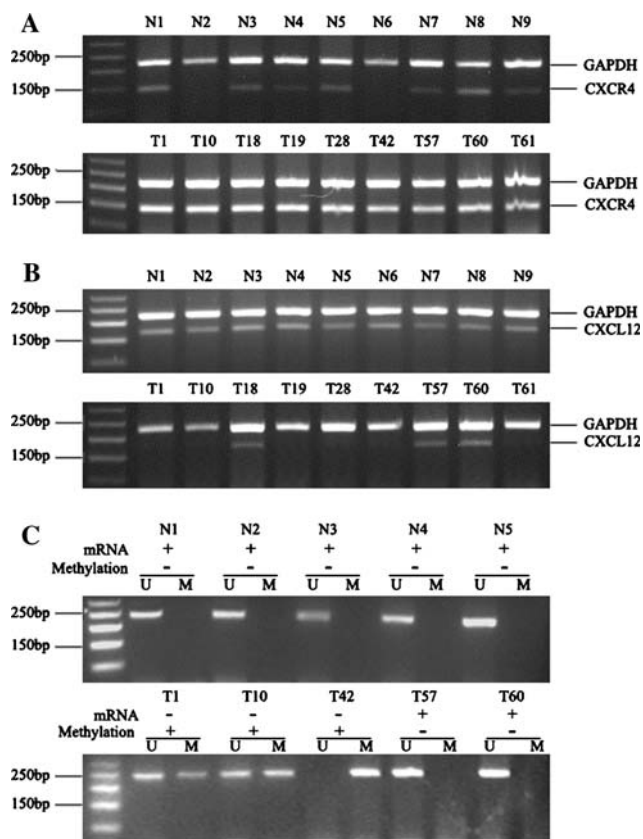 A N1 N2 N3 N4 N5 N6 N7 N8 N9
250bp GAPDH
150bp CXCR4
T1 T10 T18 T19 T28 T42 T57 T60 T61
250bp GAPDH
150bp CXCR4
B N1 N2 N3 N4 N5 N6 N7 N8 N9
250bp GAPDH
150bp CXCL12
T1 T10 T18 T19 T28 T42 T57 T60 T61
250bp GAPDH
150bp CXCL12
C N1 N2 N3 N4 N5
mRNA + + + + +
Methylation - - - - -
U M U M U M U M U M
250bp
150bp
T1 T10 T42 T57 T60
mRNA - - - + +
Methylation + + + - -
U M U M U M U M U M
250bp
150bp